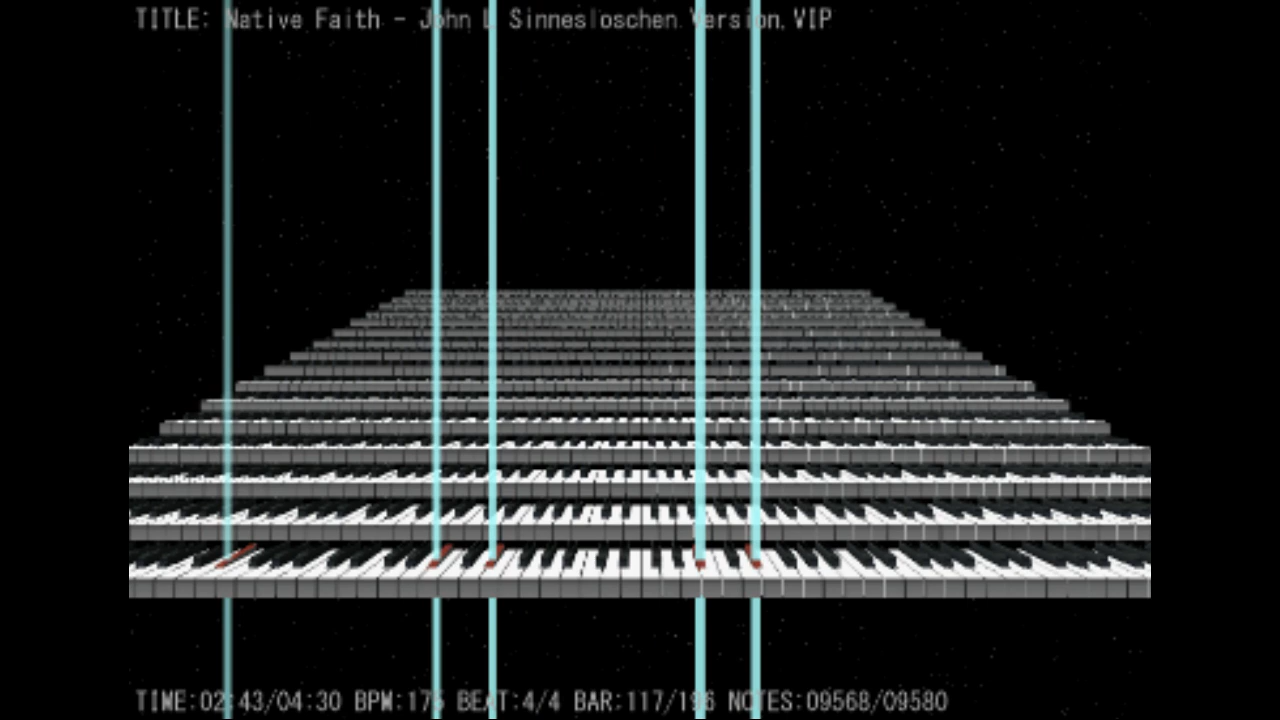 TITLE: Native Faith - John L Sinneslöschen Version VIP
TIME:02:43/04:30 BPM:175 BEAT:4/4 BAR:117/196 NOTES:09568/09580